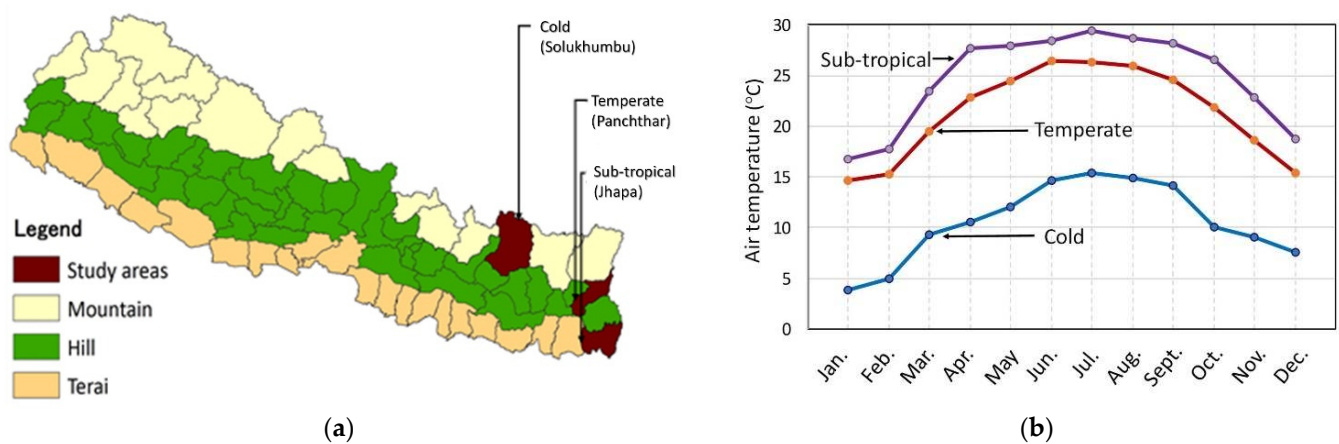 Cold
(Solukhumbu)
Temperate
(Panchthar)
Sub-tropical
(Jhapa)
Legend
Study areas
Mountain
Hill
Terai
(a)
30
25
20
15
10
5
0
Air temperature (°C)
Sub-tropical
Temperate
Cold
Jan.
Feb.
Mar.
Apr.
May
Jun.
Jul.
Aug.
Sept.
Oct.
Nov.
Dec.
(b)